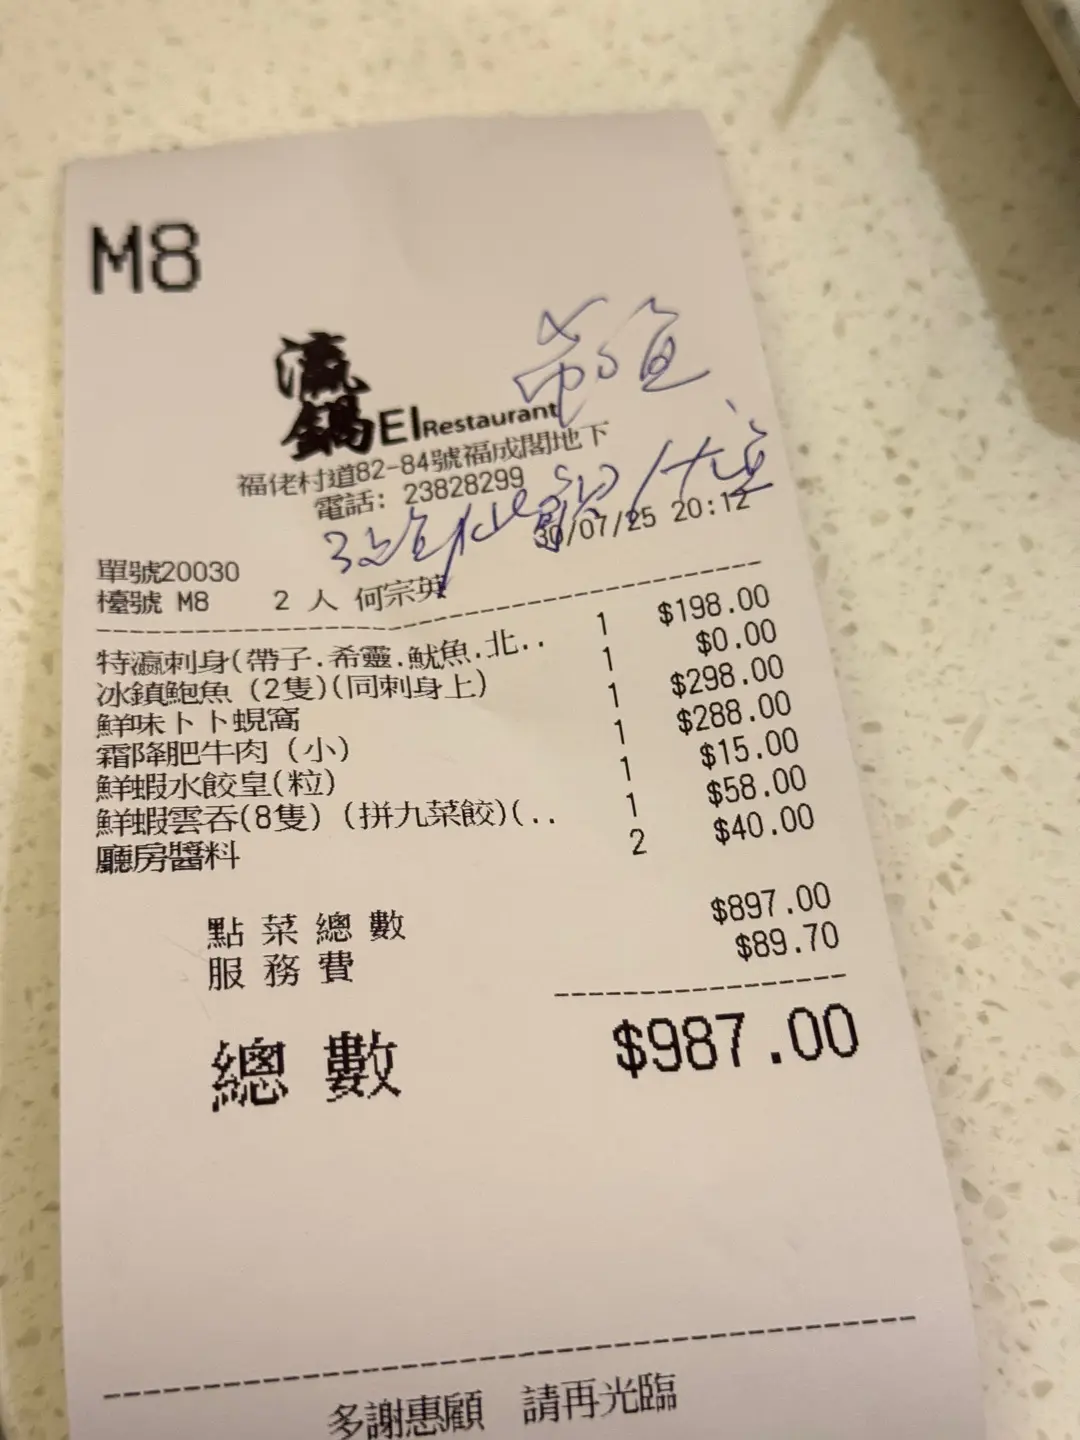 M8
瀛
鍋 EI Restaurant
福佬村道82-84號福成閣地下
電話: 23828299
30/07/25 20:12
單號20030
檯號 M8 2 人 何宗英
特瀛刺身(帶子.希靈.魷魚.北.. 1 $198.00
冰鎮鮑魚 (2隻)(同刺身上) 1 $0.00
鮮味卜卜蜆窩 1 $298.00
霜降肥牛肉 (小) 1 $288.00
鮮蝦水餃皇(粒) 1 $15.00
鮮蝦雲吞(8隻) (拼九菜餃)(.. 1 $58.00
廳房醬料 2 $40.00
點菜總數 $897.00
服務費 $89.70
總數 $987.00
多謝惠顧 請再光臨